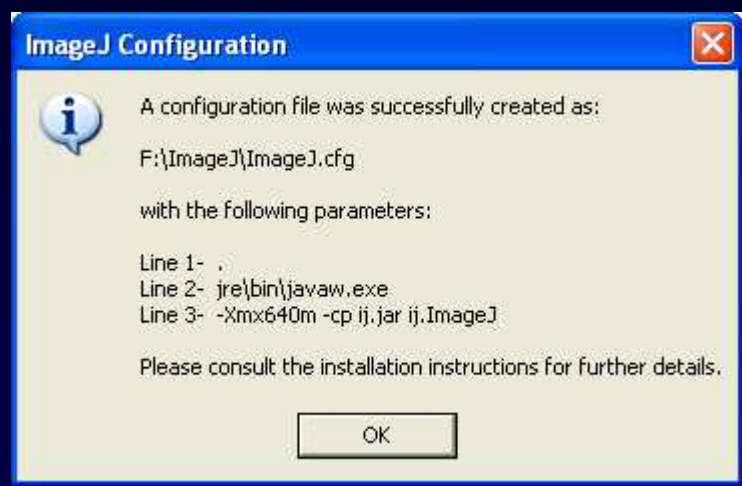 ImageJ Configuration
A configuration file was successfully created as:
F:\ImageJ\ImageJ.cfg
with the following parameters:
Line 1- .
Line 2- jre\bin\javaw.exe
Line 3- -Xmx640m -cp ij.jar ij.ImageJ
Please consult the installation instructions for further details.
OK